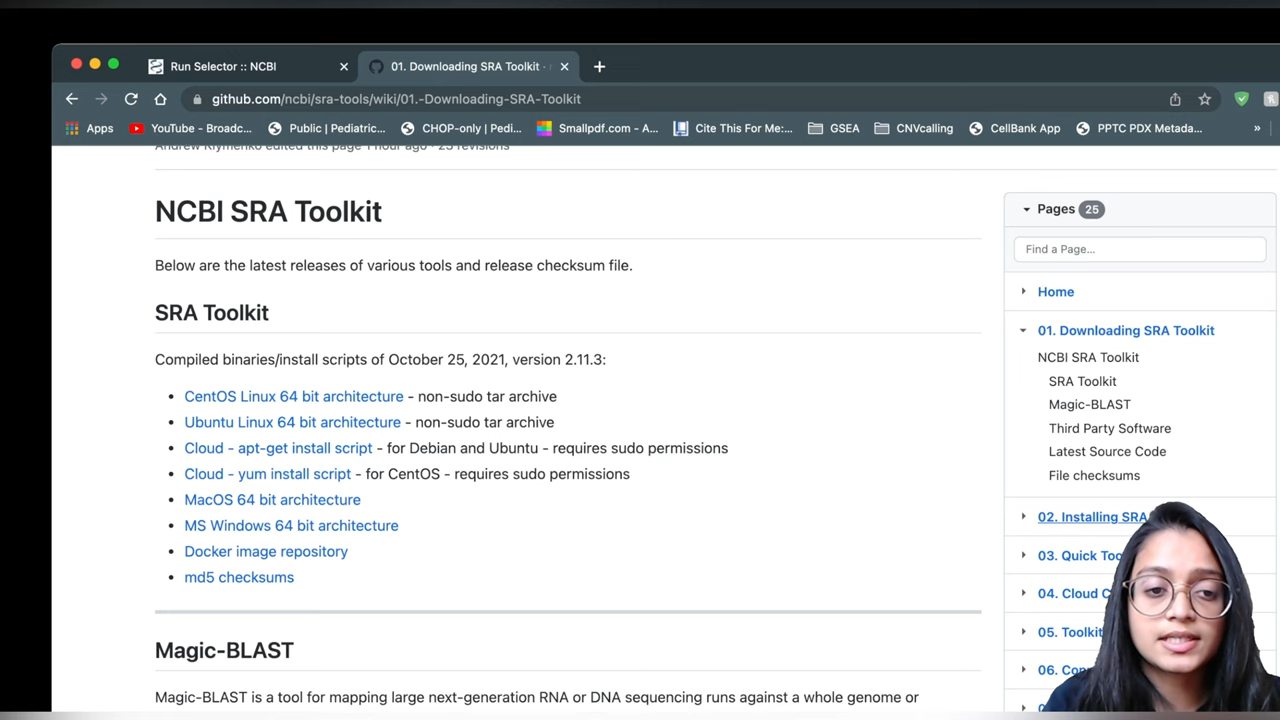 Run Selector :: NCBI
01. Downloading SRA Toolkit ·
github.com/ncbi/sra-tools/wiki/01.-Downloading-SRA-Toolkit
Apps YouTube - Broadc... Public | Pediatric... CHOP-only | Pedi... Smallpdf.com - A... Cite This For Me:... GSEA CNVcalling CellBank App PPTC PDX Metada... »
Andrew Klymenko edited this page 1 hour ago · 23 revisions
NCBI SRA Toolkit
Below are the latest releases of various tools and release checksum file.
SRA Toolkit
Compiled binaries/install scripts of October 25, 2021, version 2.11.3:
• CentOS Linux 64 bit architecture - non-sudo tar archive
• Ubuntu Linux 64 bit architecture - non-sudo tar archive
• Cloud - apt-get install script - for Debian and Ubuntu - requires sudo permissions
• Cloud - yum install script - for CentOS - requires sudo permissions
• MacOS 64 bit architecture
• MS Windows 64 bit architecture
• Docker image repository
• md5 checksums
Magic-BLAST
Magic-BLAST is a tool for mapping large next-generation RNA or DNA sequencing runs against a whole genome or
Pages 25
Find a Page...
Home
01. Downloading SRA Toolkit
NCBI SRA Toolkit
SRA Toolkit
Magic-BLAST
Third Party Software
Latest Source Code
File checksums
02. Installing SRA
03. Quick Too
04. Cloud C
05. Toolkit
06. Con